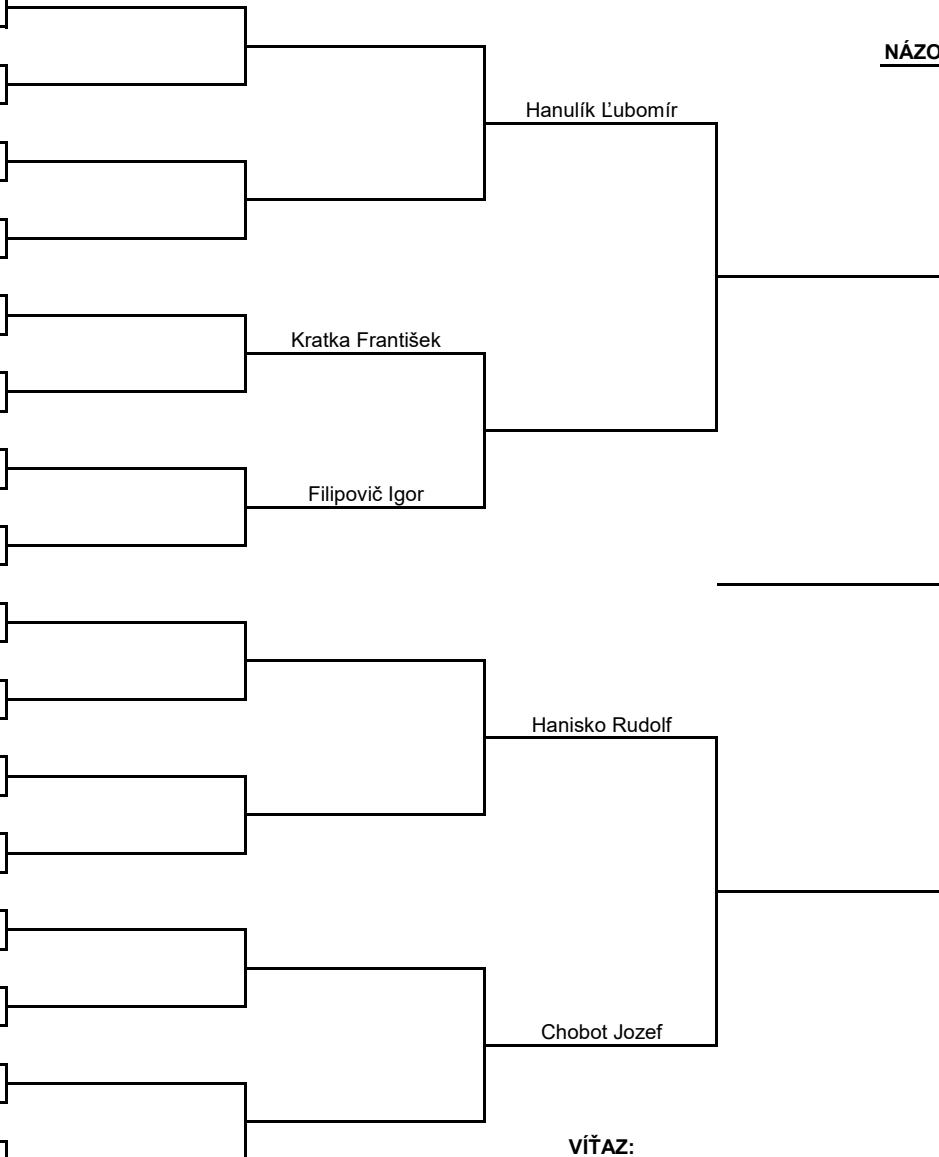 NÁZO
Hanulík Ľubomír
Kratka František
Filipovič Igor
Hanisko Rudolf
Chobot Jozef
VÍŤAZ: